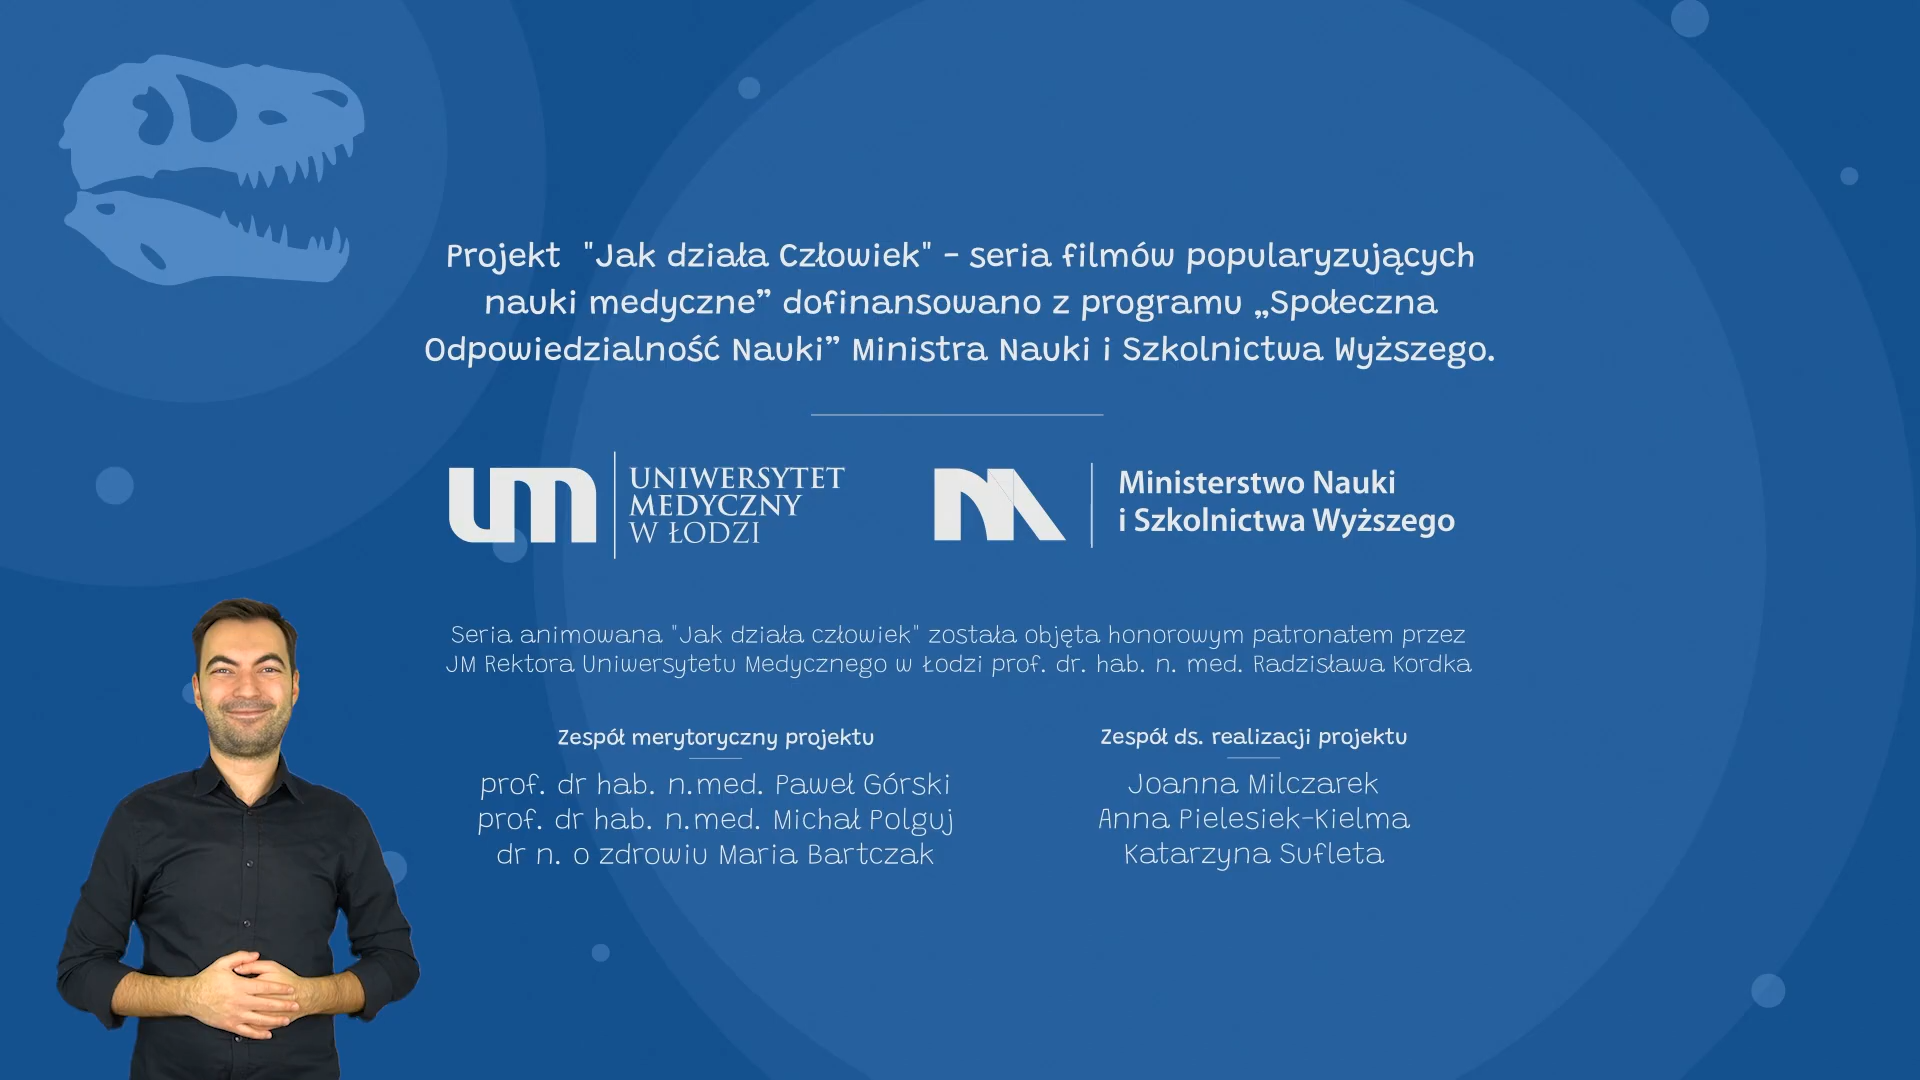 Projekt "Jak działa Człowiek" - seria filmów popularyzujących
nauki medyczne” dofinansowano z programu „Społeczna
Odpowiedzialność Nauki” Ministra Nauki i Szkolnictwa Wyższego.
um
UNIWERSYTET
MEDYCZNY
W ŁODZI
Ministerstwo Nauki
i Szkolnictwa Wyższego
Seria animowana "Jak działa człowiek" została objęta honorowym patronatem przez
JM Rektora Uniwersytetu Medycznego w Łodzi prof. dr. hab. n. med. Radzisława Kordka
Zespół merytoryczny projektu
prof. dr hab. n.med. Paweł Górski
prof. dr hab. n.med. Michał Polguj
dr n. o zdrowiu Maria Bartczak
Zespół ds. realizacji projektu
Joanna Milczarek
Anna Pielesiek-Kielma
Katarzyna Sufleta